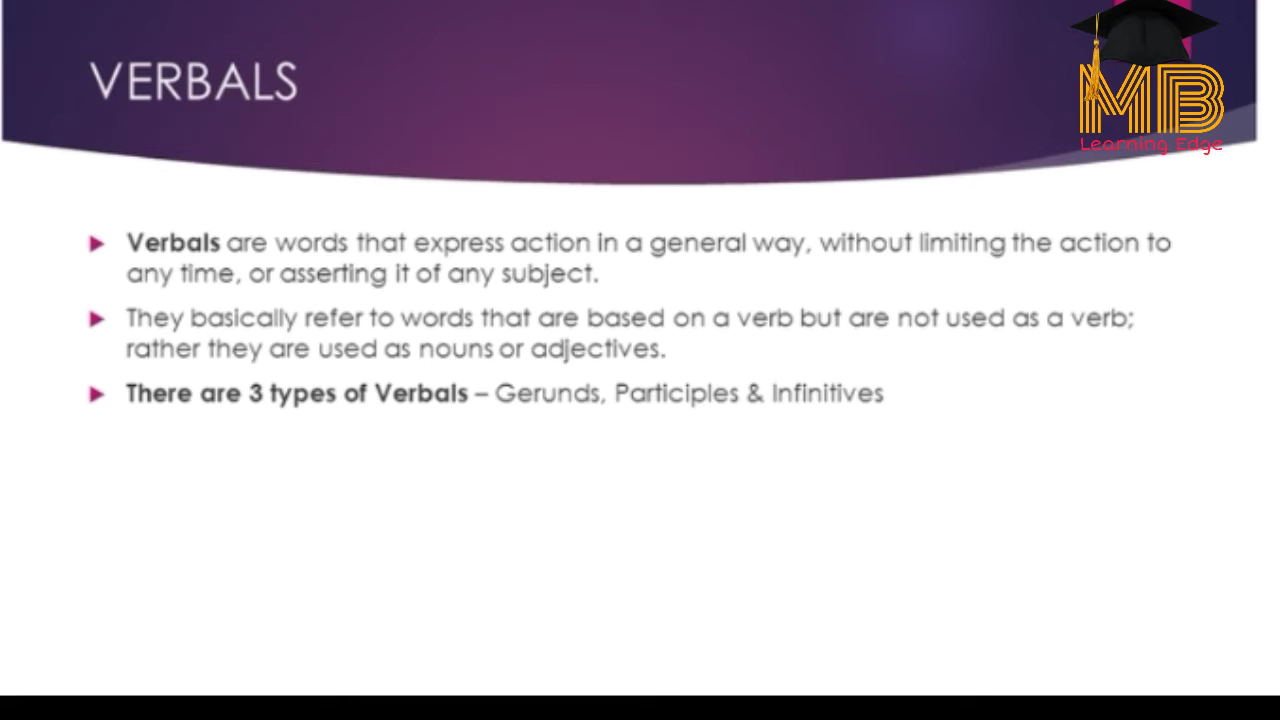 VERBALS
MB
Learning Edge
Verbals are words that express action in a general way, without limiting the action to
any time, or asserting it of any subject.
They basically refer to words that are based on a verb but are not used as a verb;
rather they are used as nouns or adjectives.
There are 3 types of Verbals – Gerunds, Participles & Infinitives